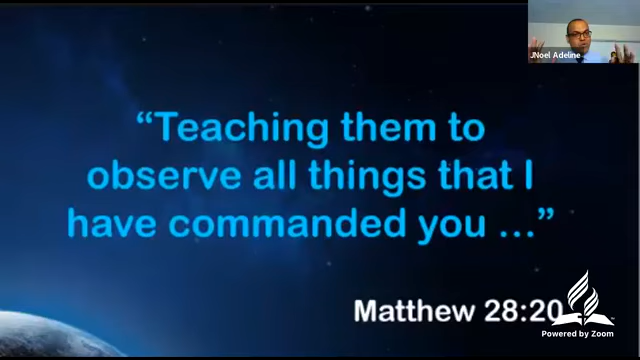 JNoel Adeline
“Teaching them to
observe all things that I
have commanded you ...”
Matthew 28:20
Powered by Zoom